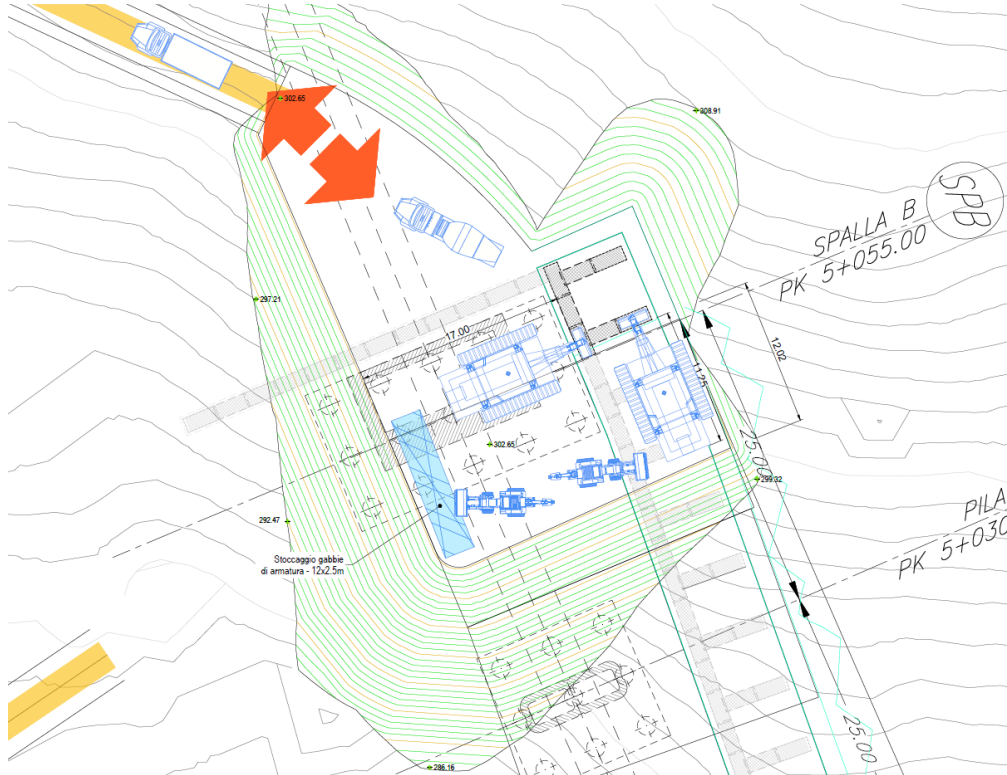 302.65
308.91
SPB
SPALLA B
PK 5+055.00
297.21
17.00
12.02
11.25
302.65
25.00
299.32
292.47
PILA
PK 5+030
Stoccaggio gabbie
di armatura - 12x2.5m
25.00
286.16